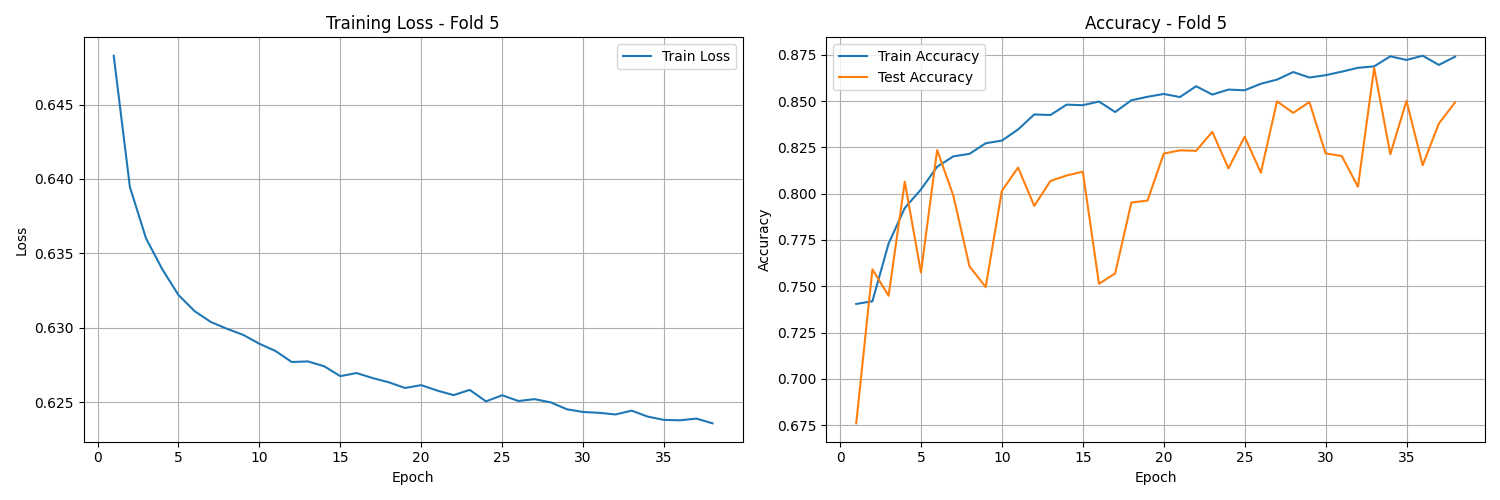 Training Loss - Fold 5
Train Loss
0.645
0.640
0.635
0.630
0.625
Loss
0 5 10 15 20 25 30 35
Epoch
Accuracy - Fold 5
Train Accuracy
Test Accuracy
0.875
0.850
0.825
0.800
0.775
0.750
0.725
0.700
0.675
Accuracy
0 5 10 15 20 25 30 35
Epoch